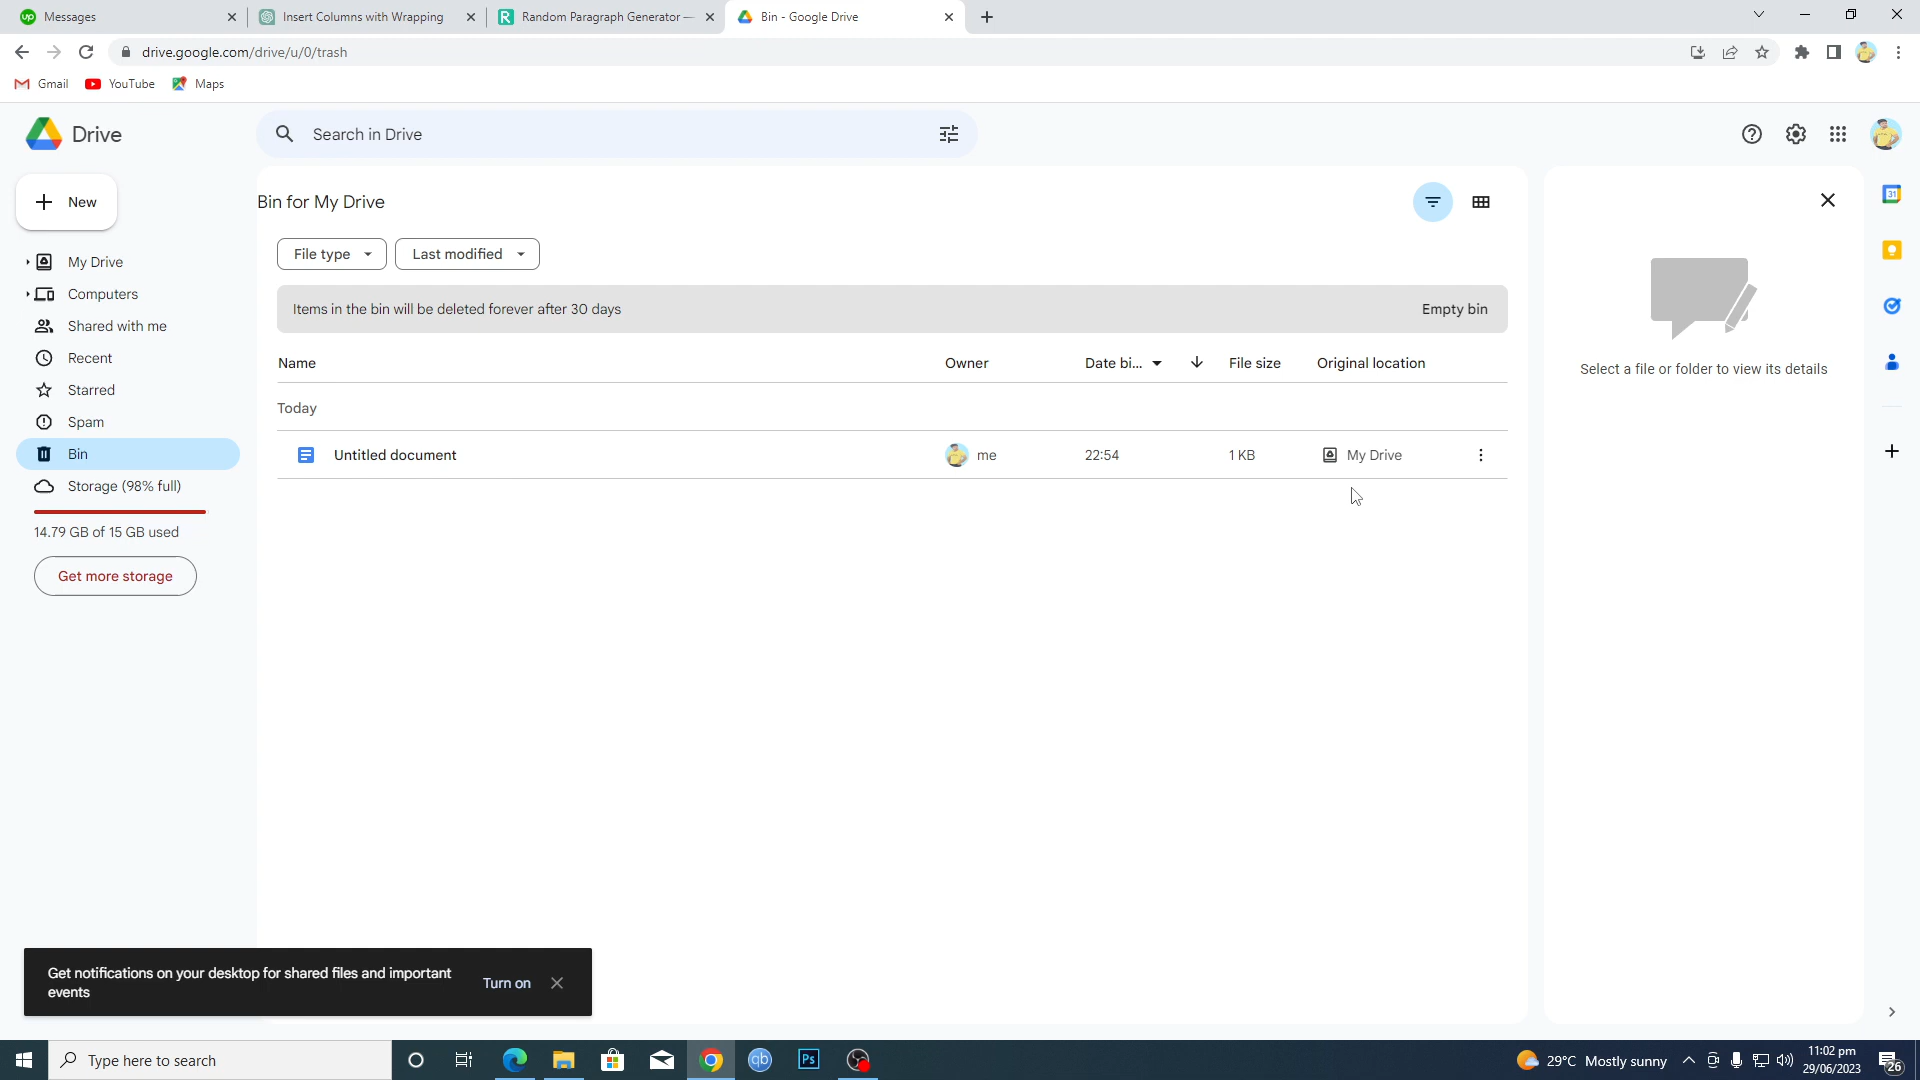 Messages
Insert Columns with Wrapping
Random Paragraph Generator —
Bin - Google Drive
drive.google.com/drive/u/0/trash
Gmail
YouTube
Maps
Drive
Search in Drive
New
My Drive
Computers
Shared with me
Recent
Starred
Spam
Bin
Storage (98% full)
14.79 GB of 15 GB used
Get more storage
Bin for My Drive
File type
Last modified
Items in the bin will be deleted forever after 30 days
Empty bin
Name Owner Date bi... File size Original location
Today
Untitled document me 22:54 1 KB My Drive
Select a file or folder to view its details
31
Get notifications on your desktop for shared files and important
events
Turn on
Type here to search
qb
Ps
29°C Mostly sunny
11:02 pm
29/06/2023
26